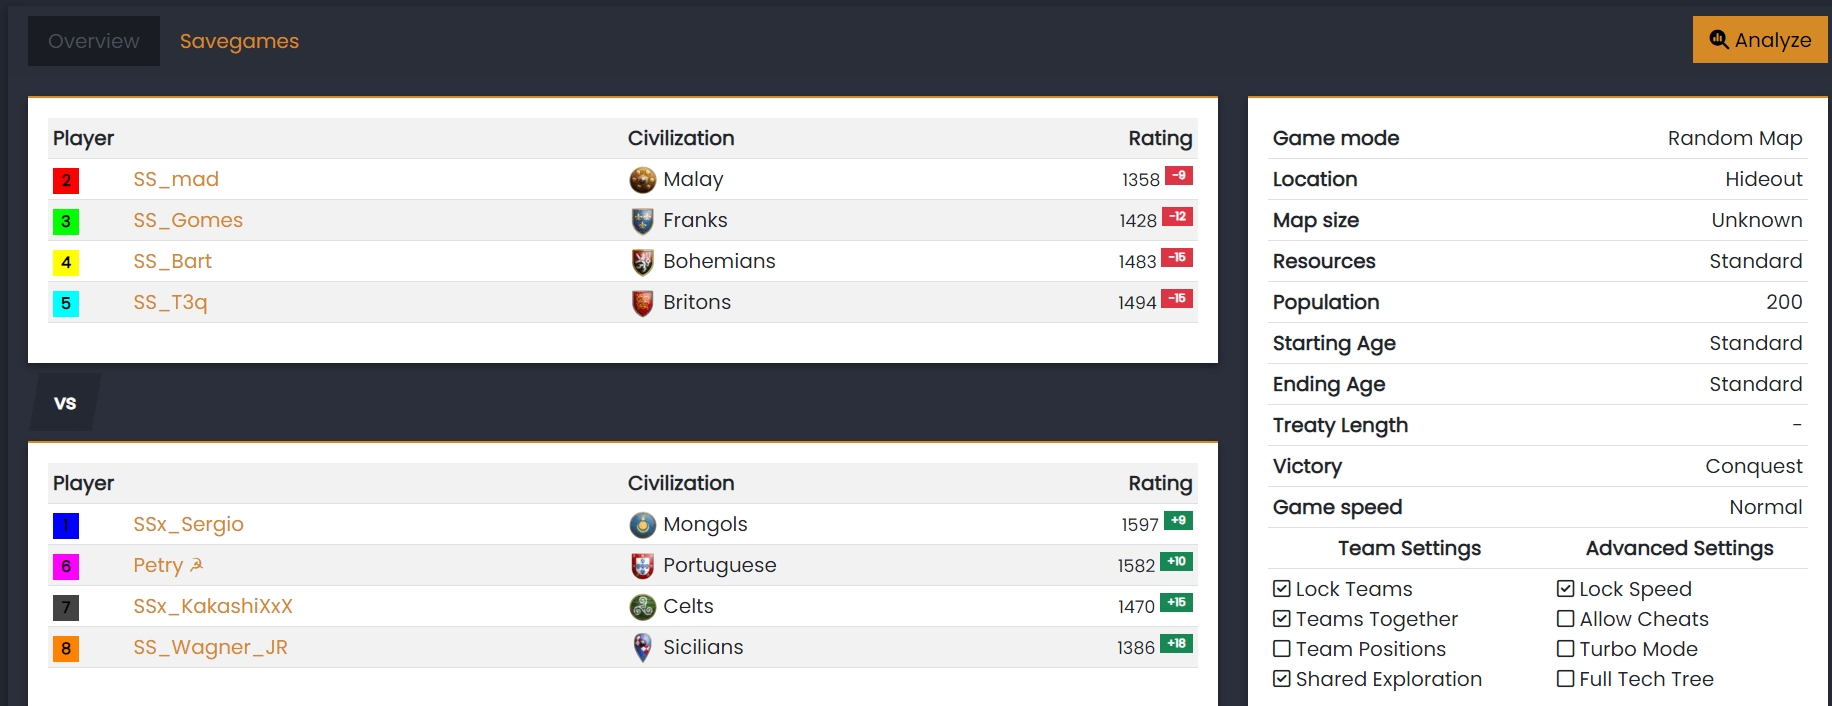 Overview Savegames Analyze
Player Civilization Rating
2 SS_mad Malay 1358 -9
3 SS_Gomes Franks 1428 -12
4 SS_Bart Bohemians 1483 -15
5 SS_T3q Britons 1494 -15
vs
Player Civilization Rating
1 SSx_Sergio Mongols 1597 +9
6 Petry ☭ Portuguese 1582 +10
7 SSx_KakashiXxX Celts 1470 +15
8 SS_Wagner_JR Sicilians 1386 +18
Game mode Random Map
Location Hideout
Map size Unknown
Resources Standard
Population 200
Starting Age Standard
Ending Age Standard
Treaty Length -
Victory Conquest
Game speed Normal
Team Settings Advanced Settings
Lock Teams Lock Speed
Teams Together Allow Cheats
Team Positions Turbo Mode
Shared Exploration Full Tech Tree